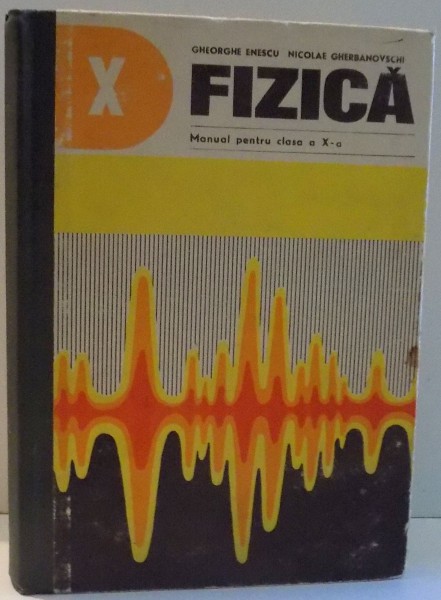 X
GHEORGHE ENESCU NICOLAE GHERBANOVSCHI
FIZICĂ
Manual pentru clasa a X-a